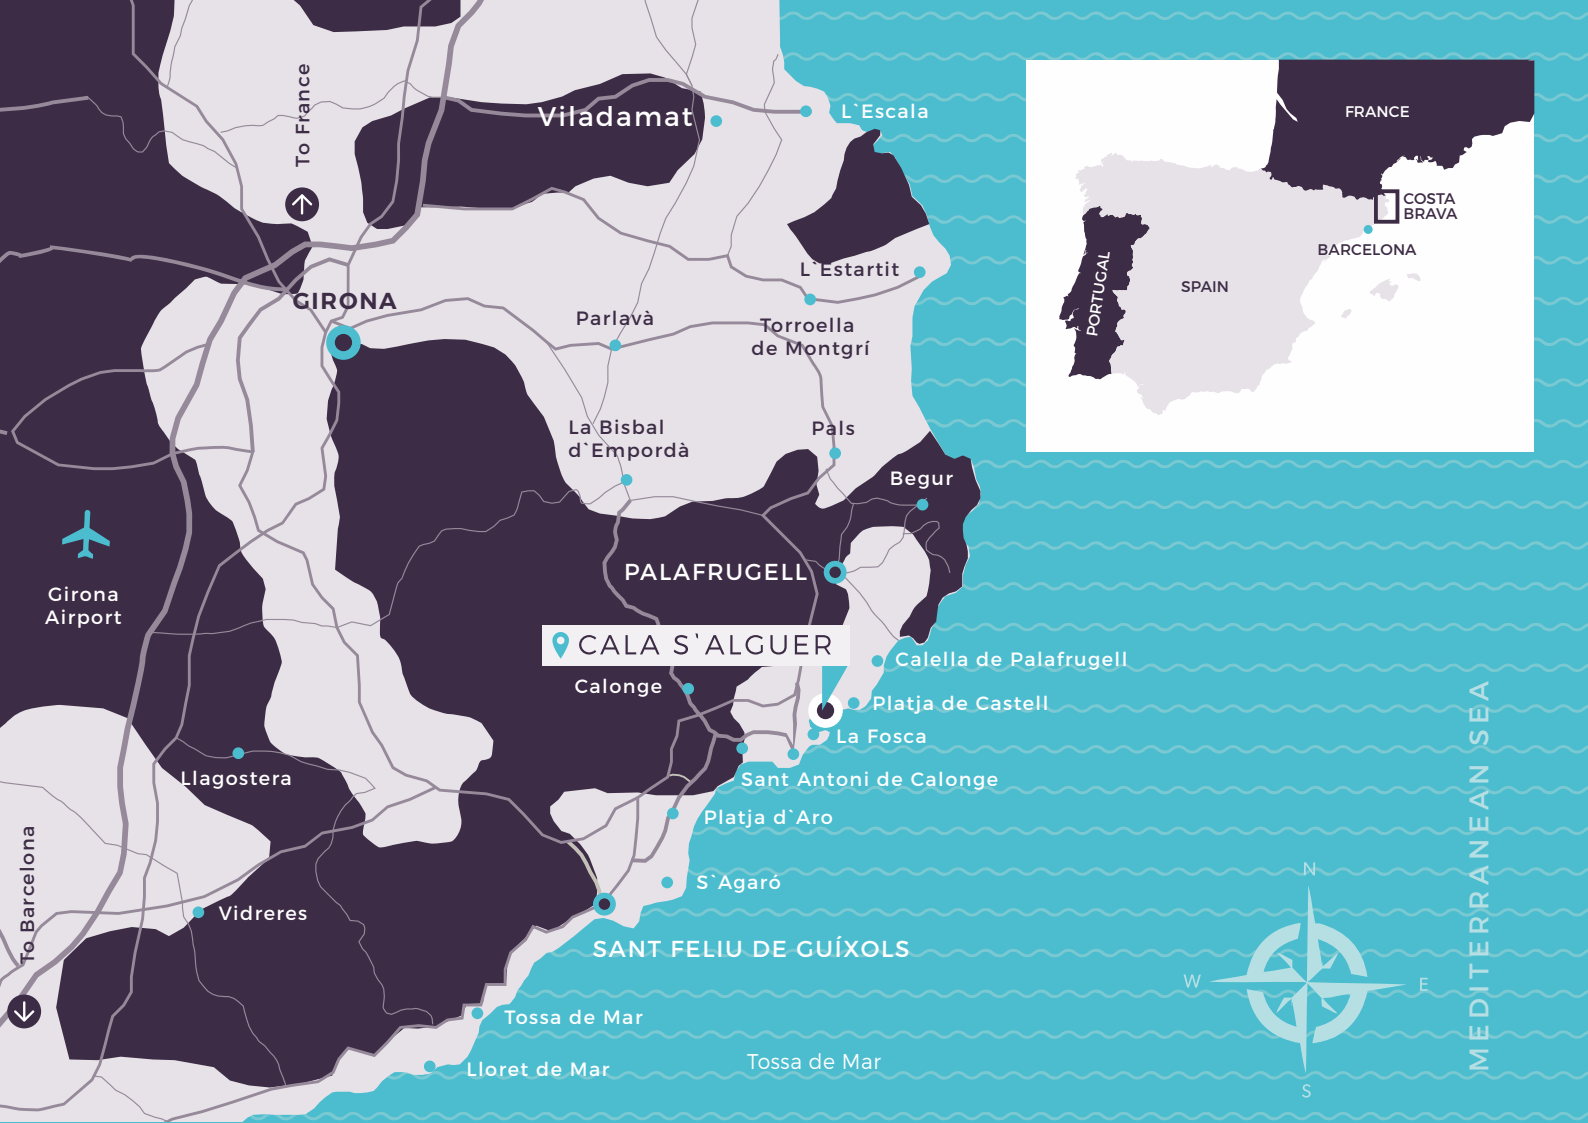 To France
Viladamat
L`Escala
L`Estartit
GIRONA
Parlavà
Torroella
de Montgrí
La Bisbal
d`Empordà
Pals
Begur
Girona
Airport
PALAFRUGELL
CALA S`ALGUER
Calella de Palafrugell
Calonge
Platja de Castell
La Fosca
Sant Antoni de Calonge
Llagostera
Platja d`Aro
S`Agaró
Vidreres
To Barcelona
SANT FELIU DE GUÍXOLS
Tossa de Mar
Lloret de Mar
Tossa de Mar
FRANCE
COSTA
BRAVA
BARCELONA
SPAIN
PORTUGAL
MEDITERRANEAN SEA
N
W
E
S